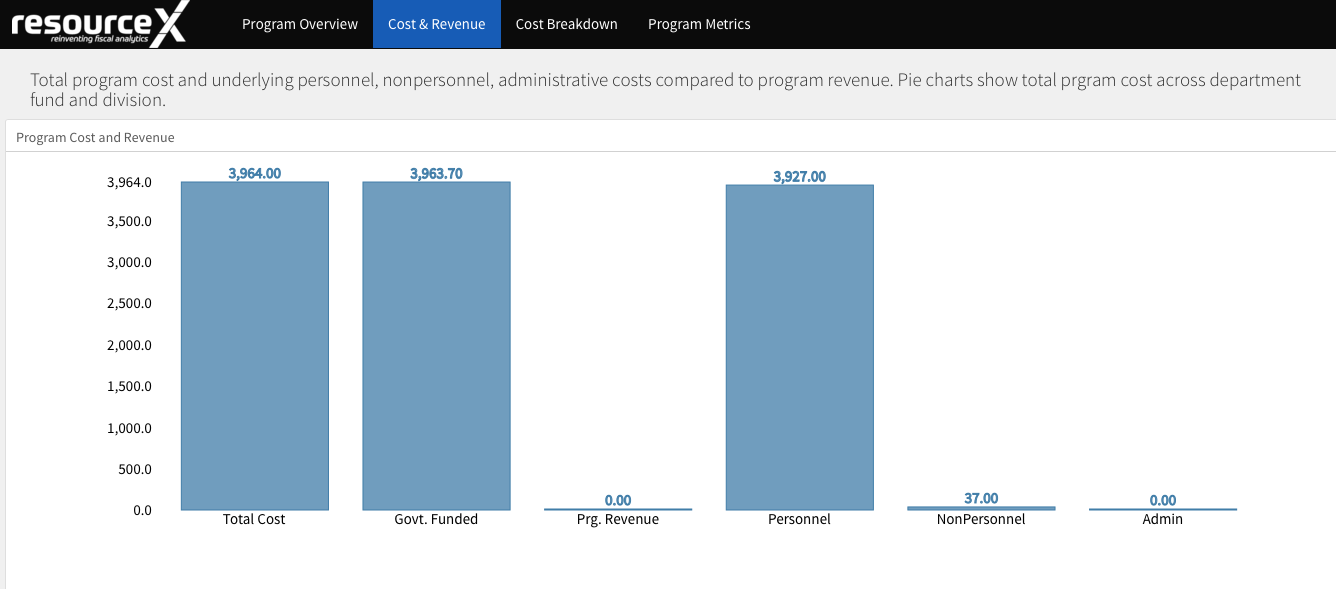 resourceX
reinventing fiscal analytics
Program Overview Cost & Revenue Cost Breakdown Program Metrics
Total program cost and underlying personnel, nonpersonnel, administrative costs compared to program revenue. Pie charts show total prgram cost across department
fund and division.
Program Cost and Revenue
3,964.00 3,963.70 3,927.00
3,964.0
3,500.0
3,000.0
2,500.0
2,000.0
1,500.0
1,000.0
500.0
0.00 37.00 0.00
0.0
Total Cost Govt. Funded Prg. Revenue Personnel NonPersonnel Admin